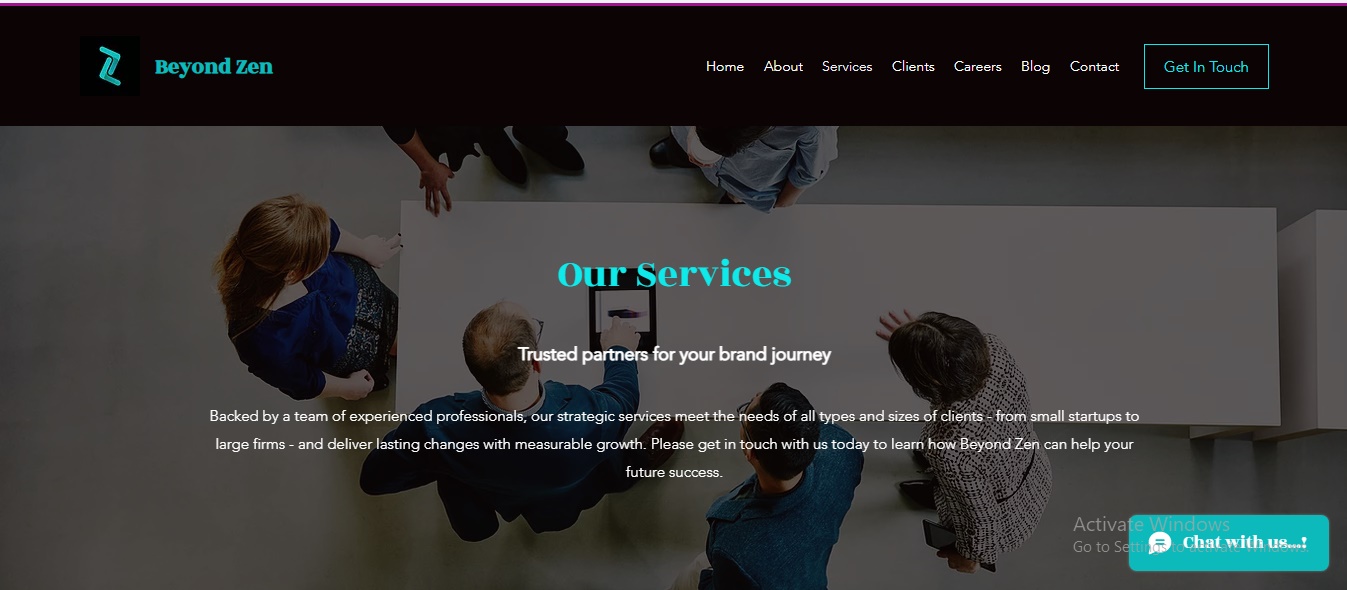 Beyond Zen
Home About Services Clients Careers Blog Contact Get In Touch
Our Services
Trusted partners for your brand journey
Backed by a team of experienced professionals, our strategic services meet the needs of all types and sizes of clients - from small startups to
large firms - and deliver lasting changes with measurable growth. Please get in touch with us today to learn how Beyond Zen can help your
future success.
Activate Windows
Go to Settings to activate Windows.
Chat with us...!